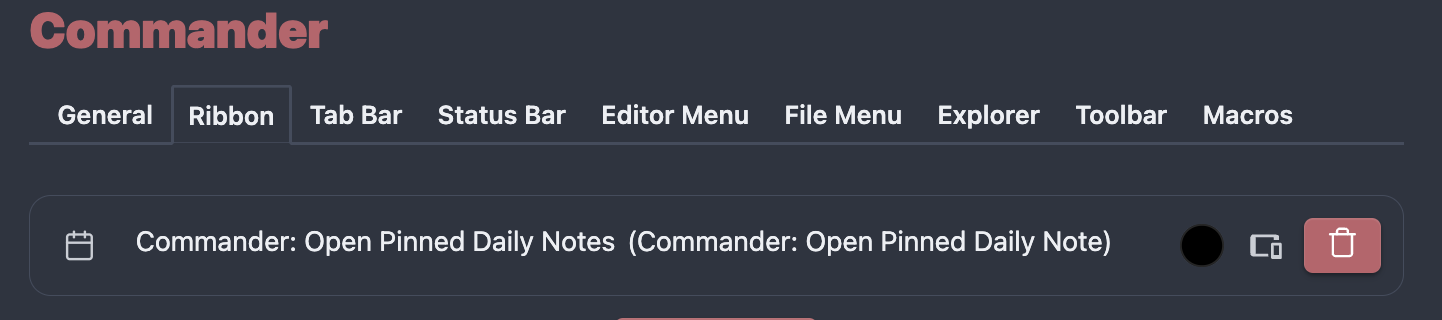 Commander
General Ribbon Tab Bar Status Bar Editor Menu File Menu Explorer Toolbar Macros
Commander: Open Pinned Daily Notes (Commander: Open Pinned Daily Note)